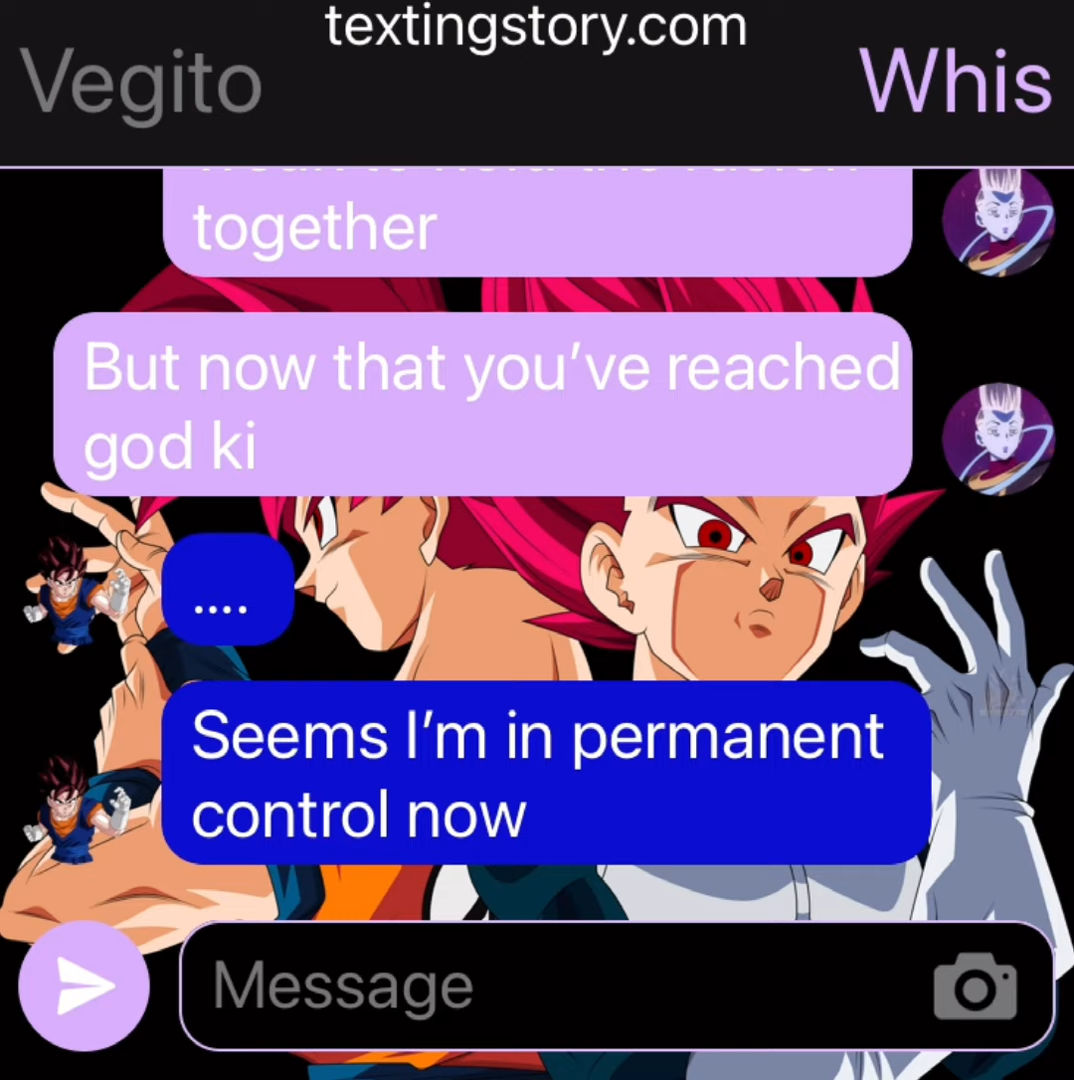 textingstory.com
Vegito Whis
together
But now that you've reached
god ki
....
Seems I'm in permanent
control now
Message